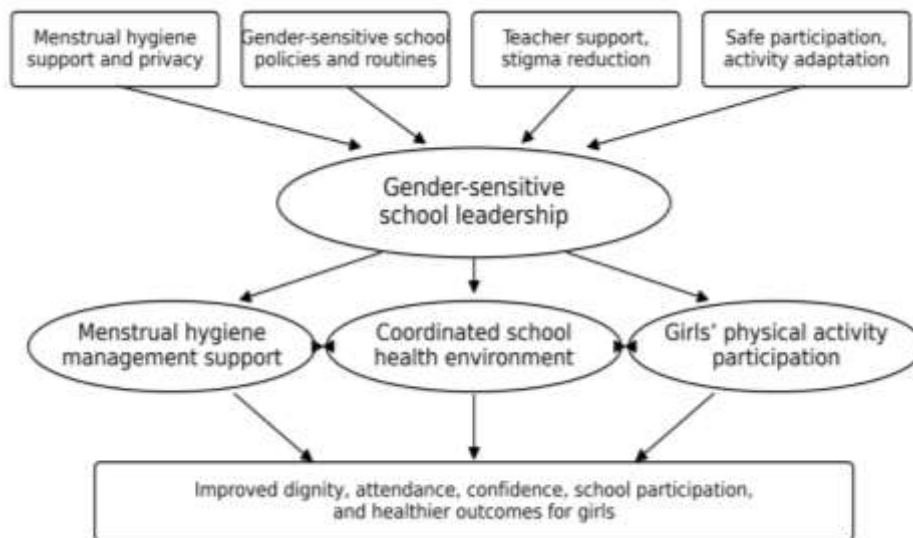 Menstrual hygiene
support and privacy
Gender-sensitive school
policies and routines
Teacher support,
stigma reduction
Safe participation,
activity adaptation
Gender-sensitive
school leadership
Menstrual hygiene
management support
Coordinated school
health environment
Girls' physical activity
participation
Improved dignity, attendance, confidence, school participation,
and healthier outcomes for girls